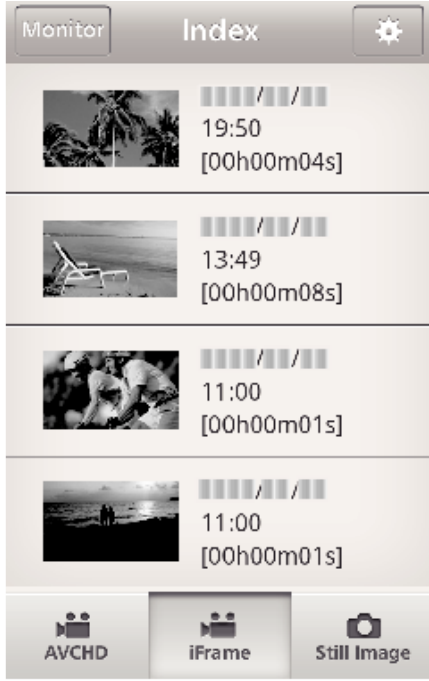 Monitor Index
19:50
[00h00m04s]
13:49
[00h00m08s]
11:00
[00h00m01s]
11:00
[00h00m01s]
AVCHD iFrame Still Image